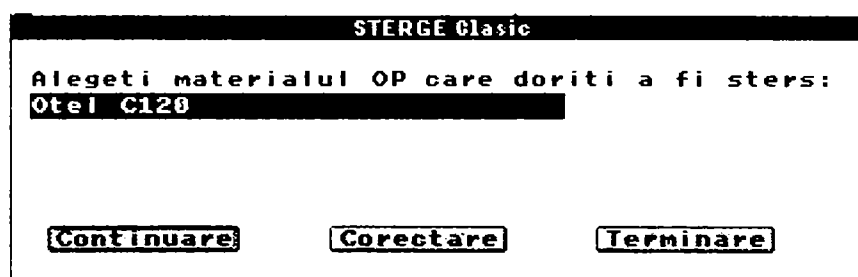 STERGE Clasic
Alegeti materialul OP care doriti a fi sters:
Otel C120
Continuare Corectare Terminare